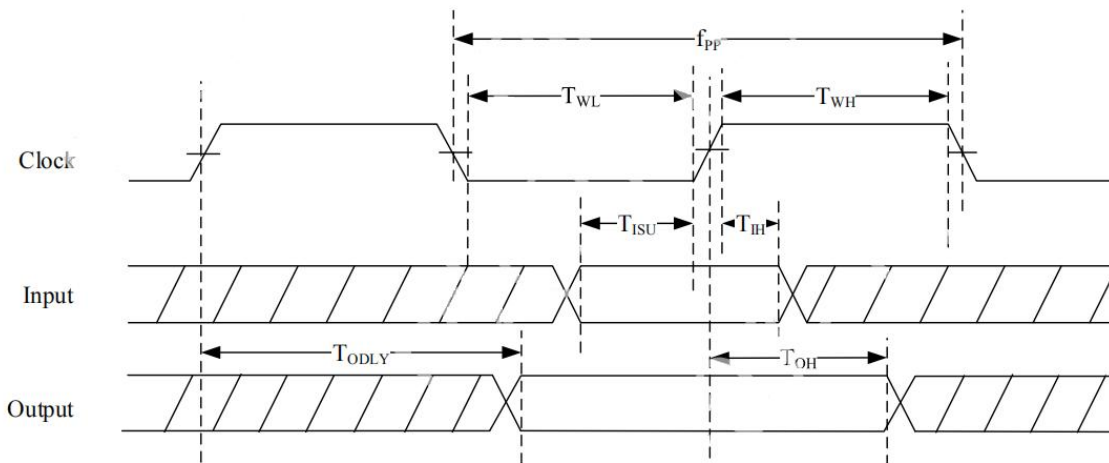 fPP
TWL
TWH
Clock
TISU
TIH
Input
TODLY
TOH
Output